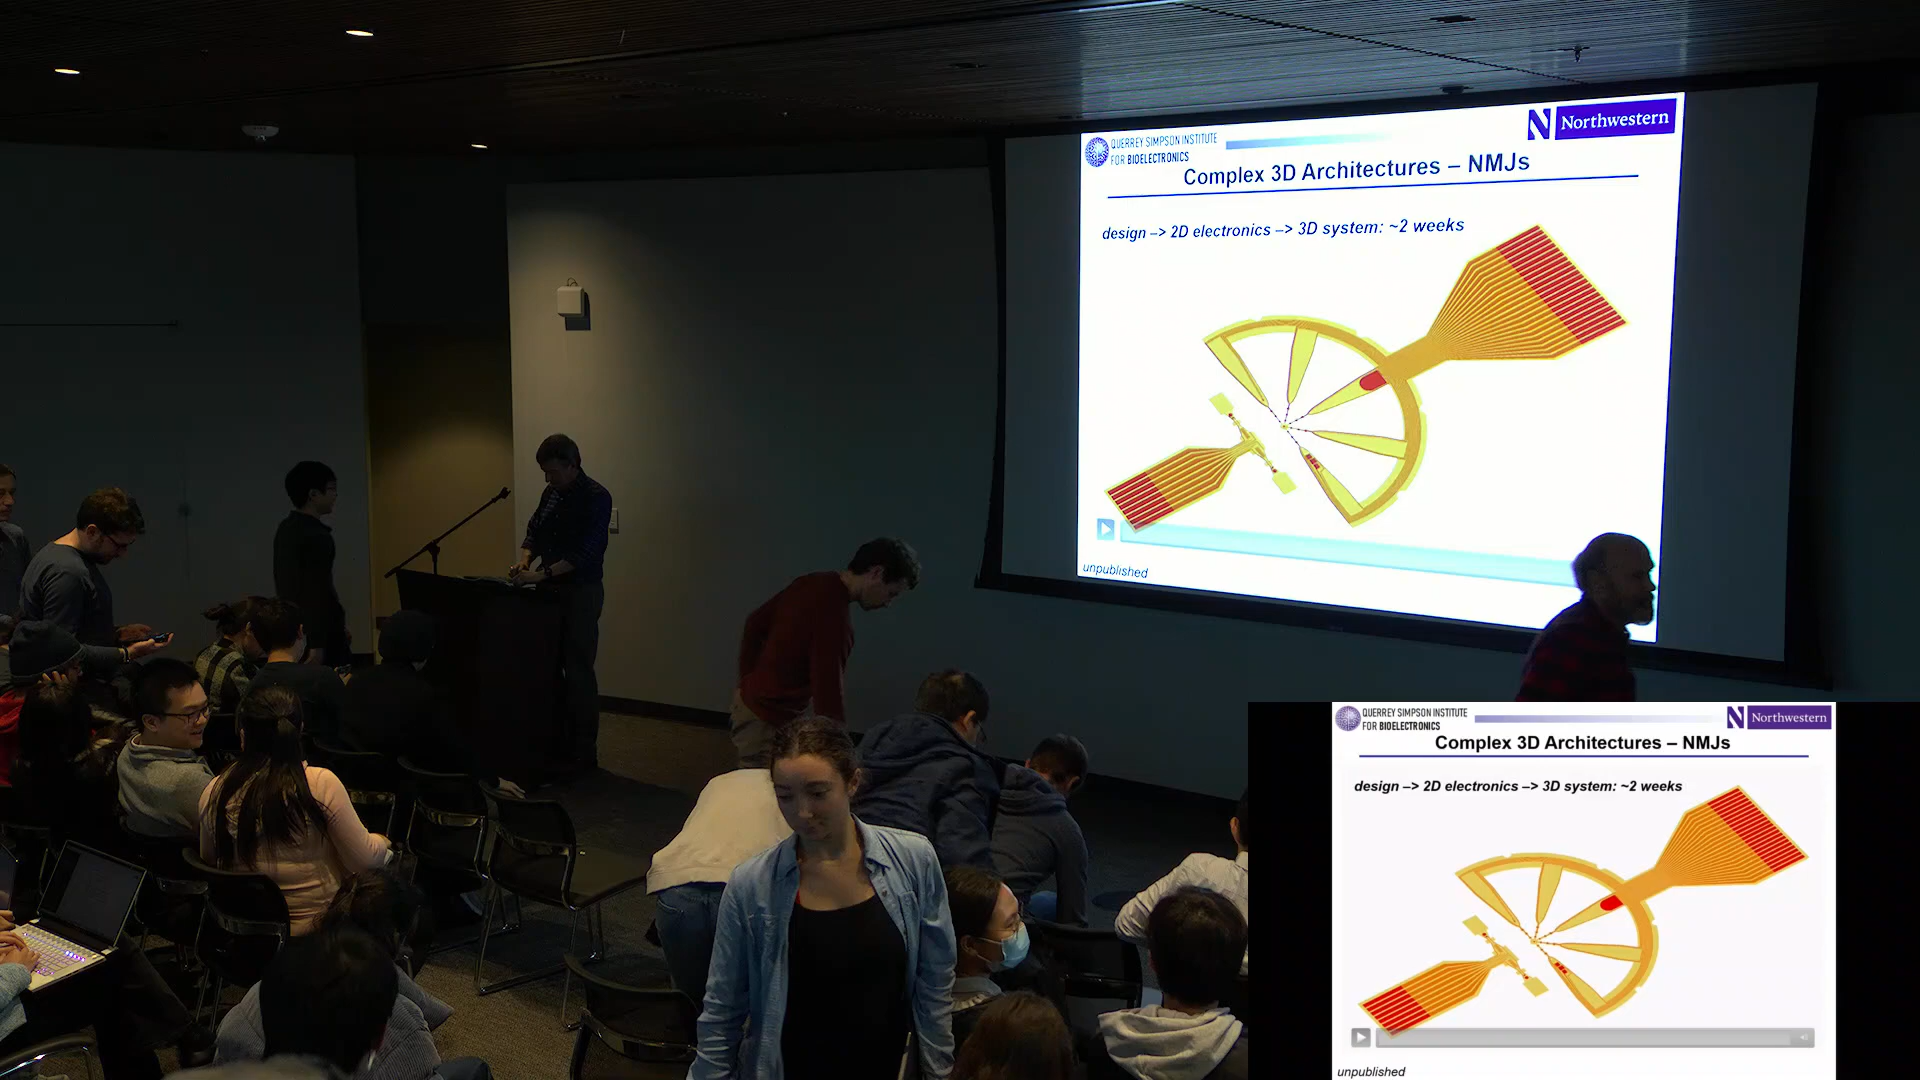 QUERREY SIMPSON INSTITUTE
FOR BIOELECTRONICS
N Northwestern
Complex 3D Architectures – NMJs
design –> 2D electronics –> 3D system: ~2 weeks
unpublished
QUERREY SIMPSON INSTITUTE
FOR BIOELECTRONICS
N Northwestern
Complex 3D Architectures – NMJs
design –> 2D electronics –> 3D system: ~2 weeks
unpublished